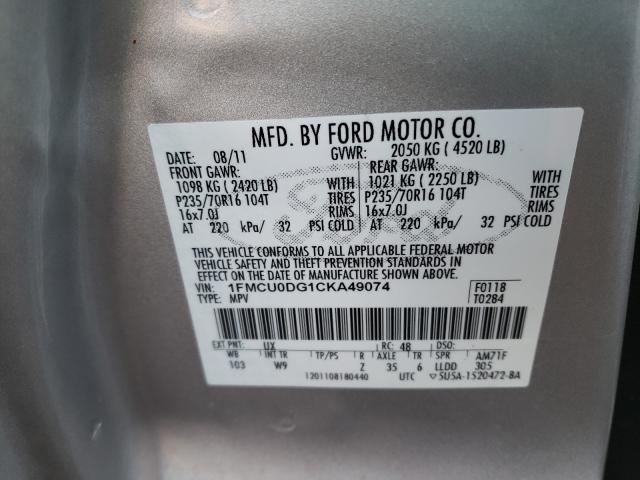 MFD. BY FORD MOTOR CO.
DATE: 08/11 GVWR: 2050 KG ( 4520 LB)
FRONT GAWR: REAR GAWR:
1098 KG ( 2420 LB) WITH 1021 KG ( 2250 LB) WITH
P235/70R16 104T TIRES P235/70R16 104T TIRES
16x7.0J RIMS 16x7.0J RIMS
AT 220 kPa/ 32 PSI COLD AT 220 kPa/ 32 PSI COLD
THIS VEHICLE CONFORMS TO ALL APPLICABLE FEDERAL MOTOR
VEHICLE SAFETY AND THEFT PREVENTION STANDARDS IN
EFFECT ON THE DATE OF MANUFACTURE SHOWN ABOVE.
VIN: 1FMCU0DG1CKA49074 F0118
TYPE: MPV T0284
EXT PNT: UX RC: 48 DSO:
WB INT TR TP/PS R AXLE TR SPR AM71F
103 W9 Z 35 6 LLDD 305
1201108180440 UTC ▽5U5A-1520472-BA
Ford